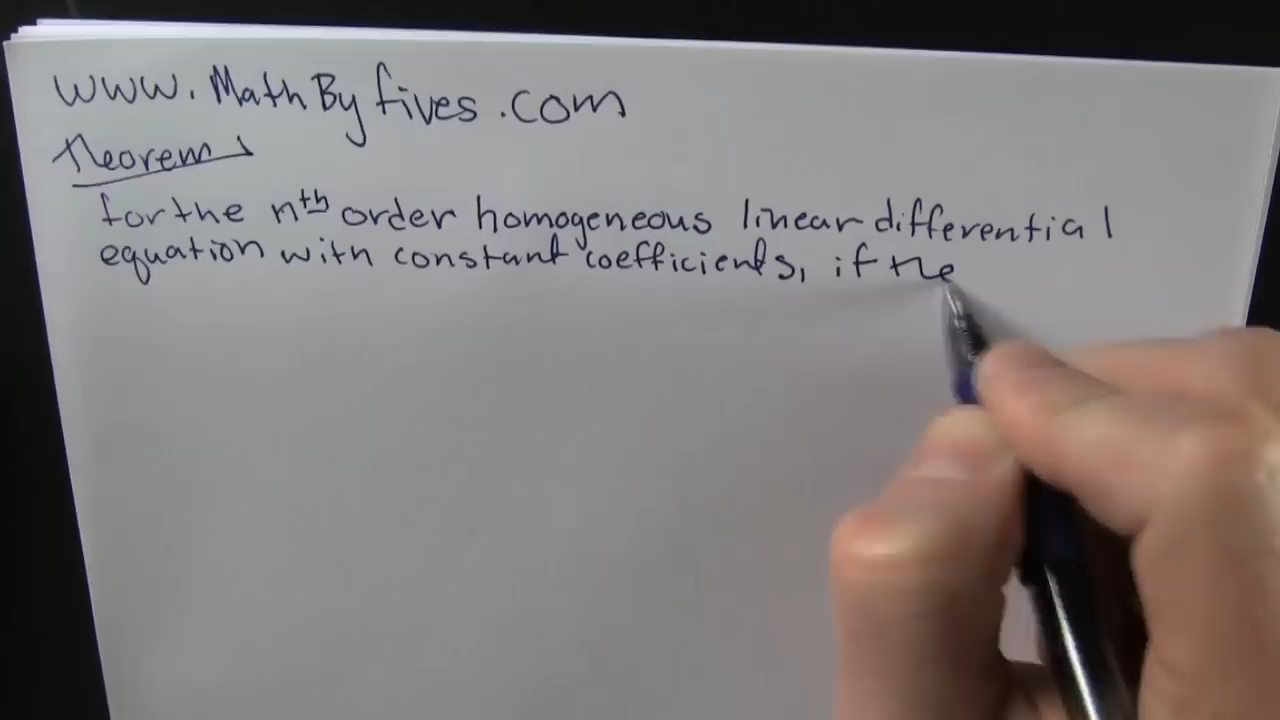 www.MathByfives.com
Theorem
for the nth order homogeneous linear differential
equation with constant coefficients, if the